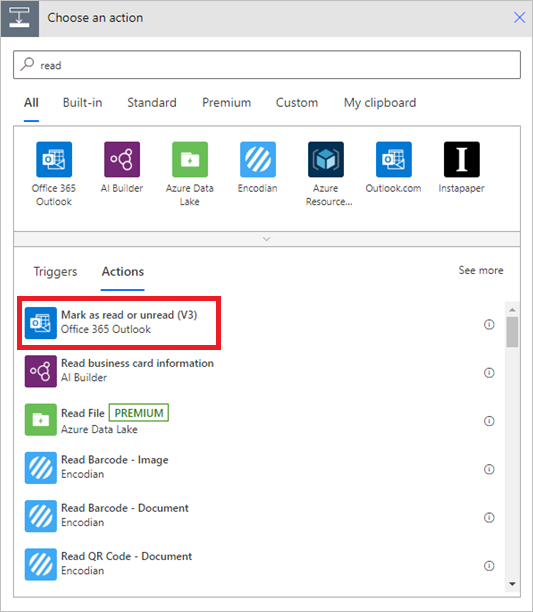 Choose an action
read
All Built-in Standard Premium Custom My clipboard
Office 365 Outlook
AI Builder
Azure Data Lake
Encodian
Azure Resource...
Outlook.com
Instapaper
Triggers Actions See more
Mark as read or unread (V3)
Office 365 Outlook
Read business card information
AI Builder
Read File PREMIUM
Azure Data Lake
Read Barcode - Image
Encodian
Read Barcode - Document
Encodian
Read QR Code - Document
Encodian